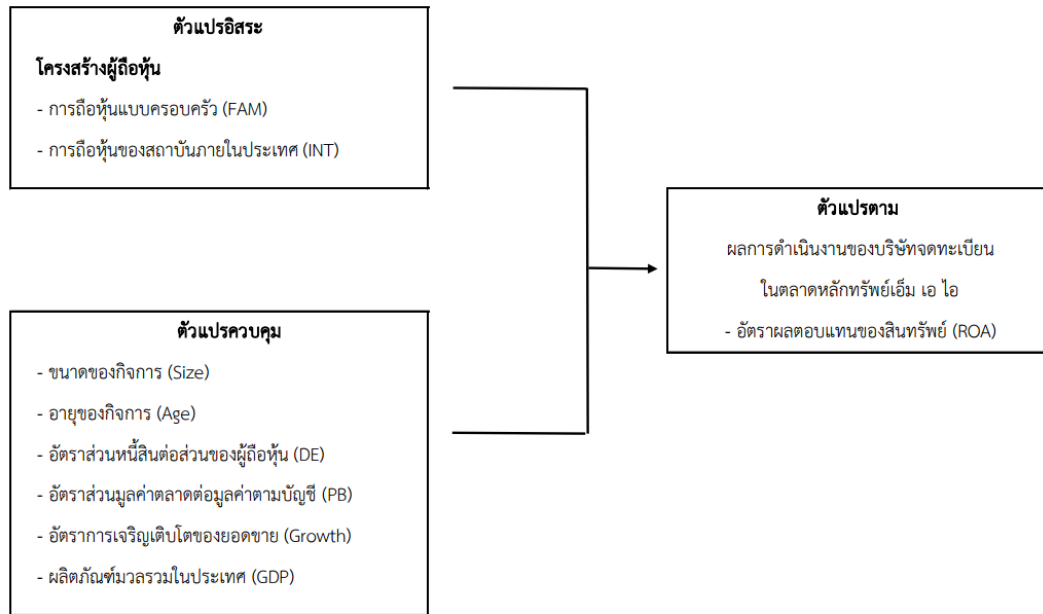 ตัวแปรอิสระ
โครงสร้างผู้ถือหุ้น
- การถือหุ้นแบบครอบครัว (FAM)
- การถือหุ้นของสถาบันภายในประเทศ (INT)
ตัวแปรตาม
ผลการดำเนินงานของบริษัทจดทะเบียน
ในตลาดหลักทรัพย์เอ็ม เอ ไอ
- อัตราผลตอบแทนของสินทรัพย์ (ROA)
ตัวแปรควบคุม
- ขนาดของกิจการ (Size)
- อายุของกิจการ (Age)
- อัตราส่วนหนี้สินต่อส่วนของผู้ถือหุ้น (DE)
- อัตราส่วนมูลค่าตลาดต่อมูลค่าตามบัญชี (PB)
- อัตราการเจริญเติบโตของยอดขาย (Growth)
- ผลิตภัณฑ์มวลรวมในประเทศ (GDP)